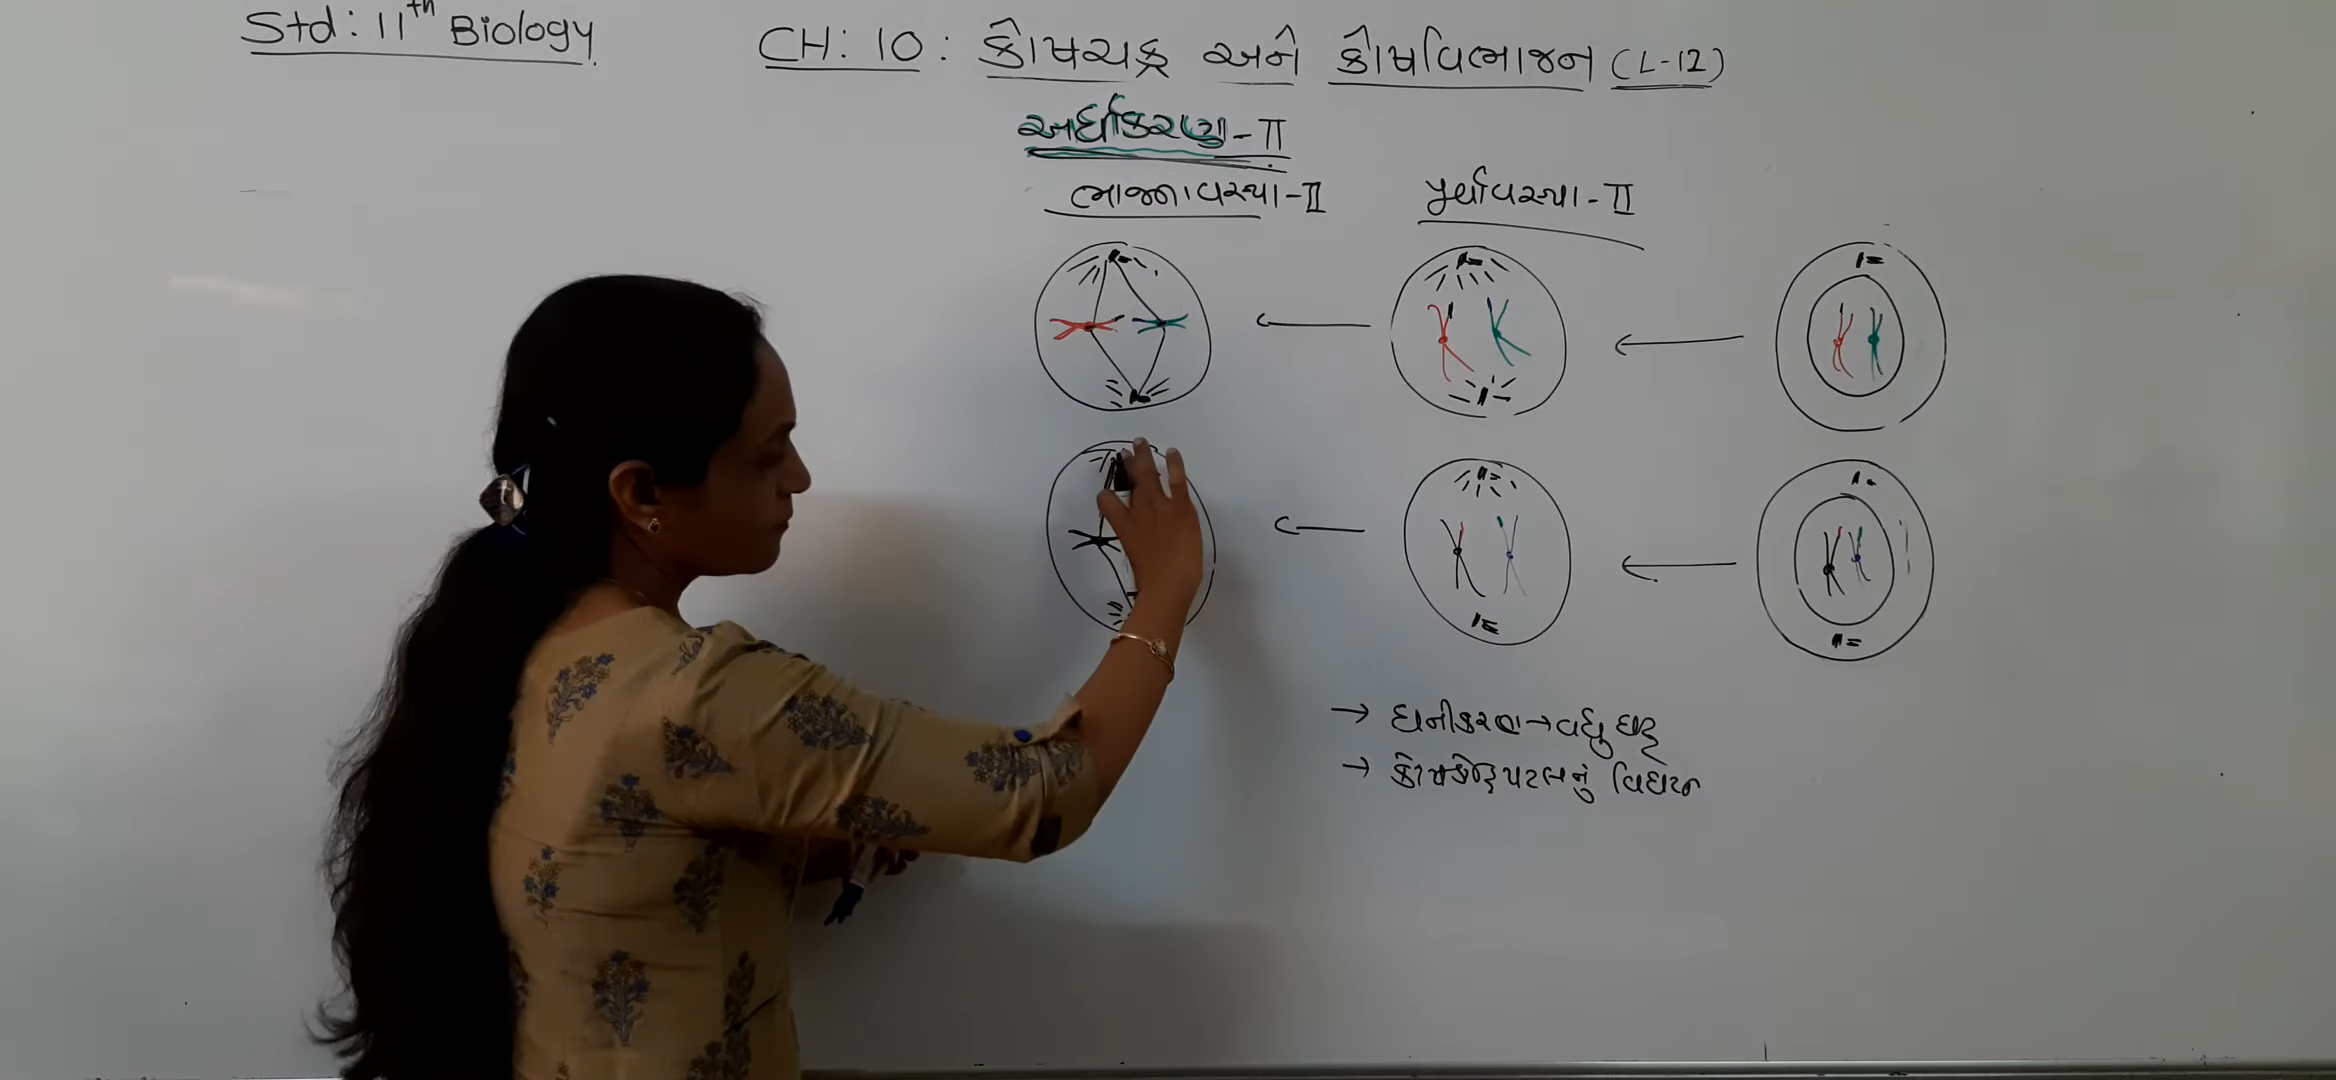 Std: 11th Biology
CH: 10: કોષચક્ર અને કોષવિભાજન (L-12)
અર્ધીકરણ-II
ભાજનાવસ્થા-II
પૂર્વાવસ્થા-II
→ ઘનીકરણ→વધુ ઘટ્ટ
→ કોષકેન્દ્રપટલનું વિઘટન